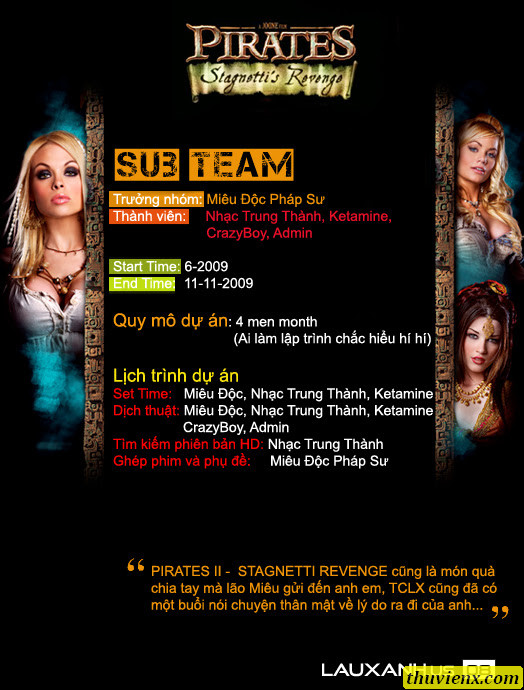 A JOONE FILM
PIRATES
Stagnetti's Revenge
SUB TEAM
Trưởng nhóm: Miêu Độc Pháp Sư
Thành viên: Nhạc Trung Thành, Ketamine,
CrazyBoy, Admin
Start Time: 6-2009
End Time: 11-11-2009
Quy mô dự án: 4 men month
(Ai làm lập trình chắc hiểu hí hí)
Lịch trình dự án
Set Time: Miêu Độc, Nhạc Trung Thành, Ketamine
Dịch thuật: Miêu Độc, Nhạc Trung Thành, Ketamine
CrazyBoy, Admin
Tìm kiếm phiên bản HD: Nhạc Trung Thành
Ghép phim và phụ đề: Miêu Độc Pháp Sư
“ PIRATES II - STAGNETTI REVENGE cũng là món quà
chia tay mà lão Miêu gửi đến anh em, TCLX cũng đã có
một buổi nói chuyện thân mật về lý do ra đi của anh... ”
LAUXANH.US 08
thuvienx.com